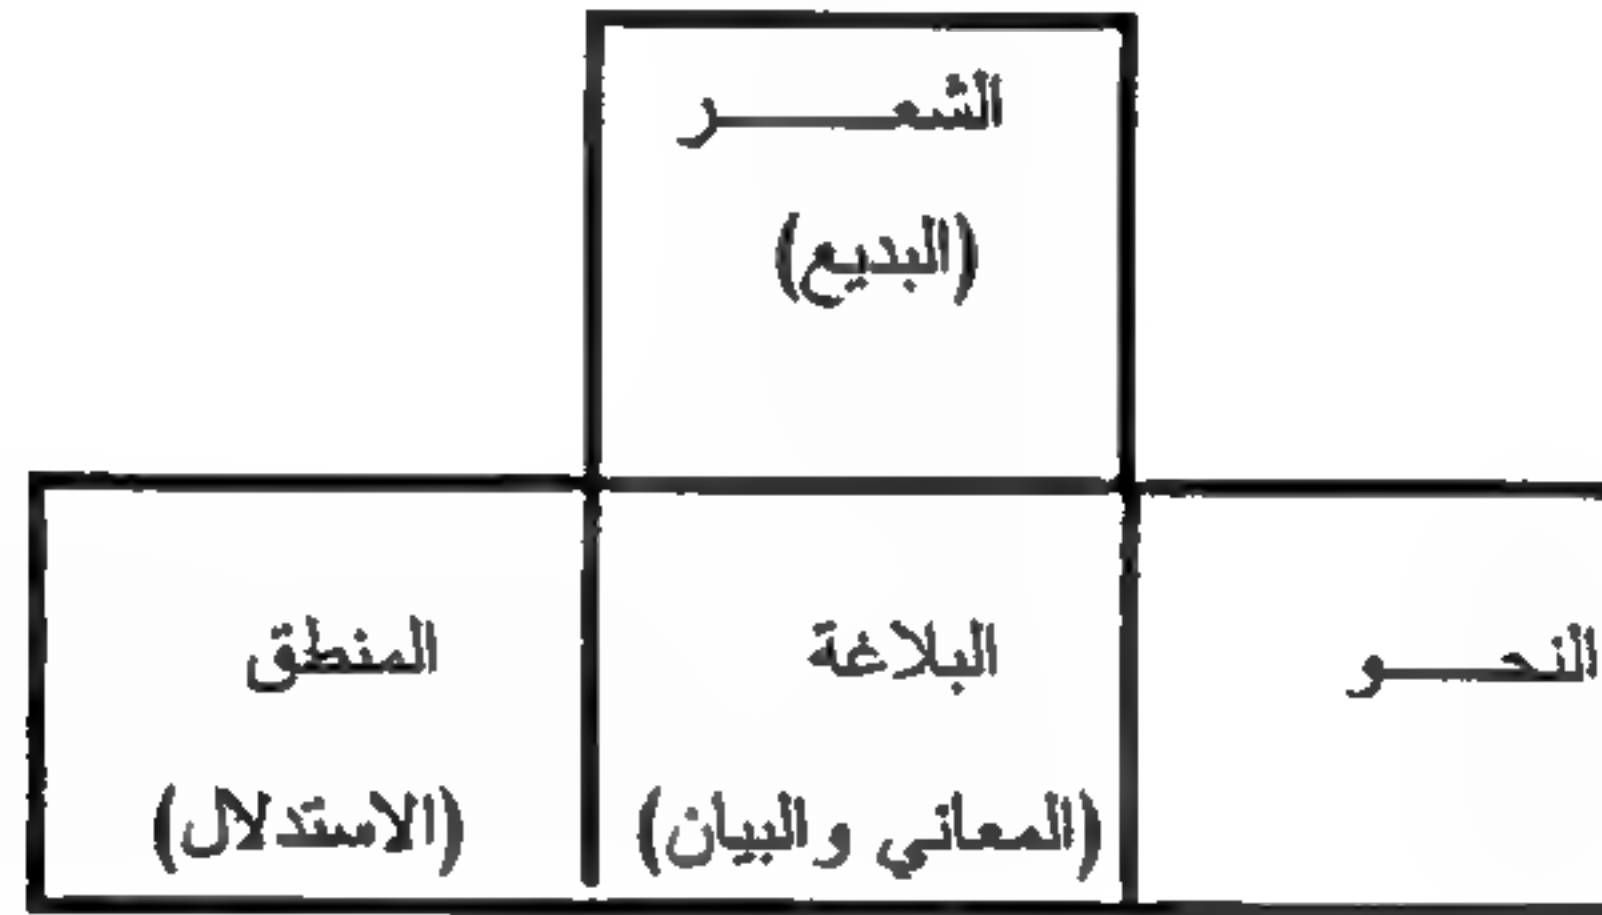 الشعـــــر
(البديع)
النحـــو
البلاغة
المنطق
(المعاني والبيان)
(الاستدلال)